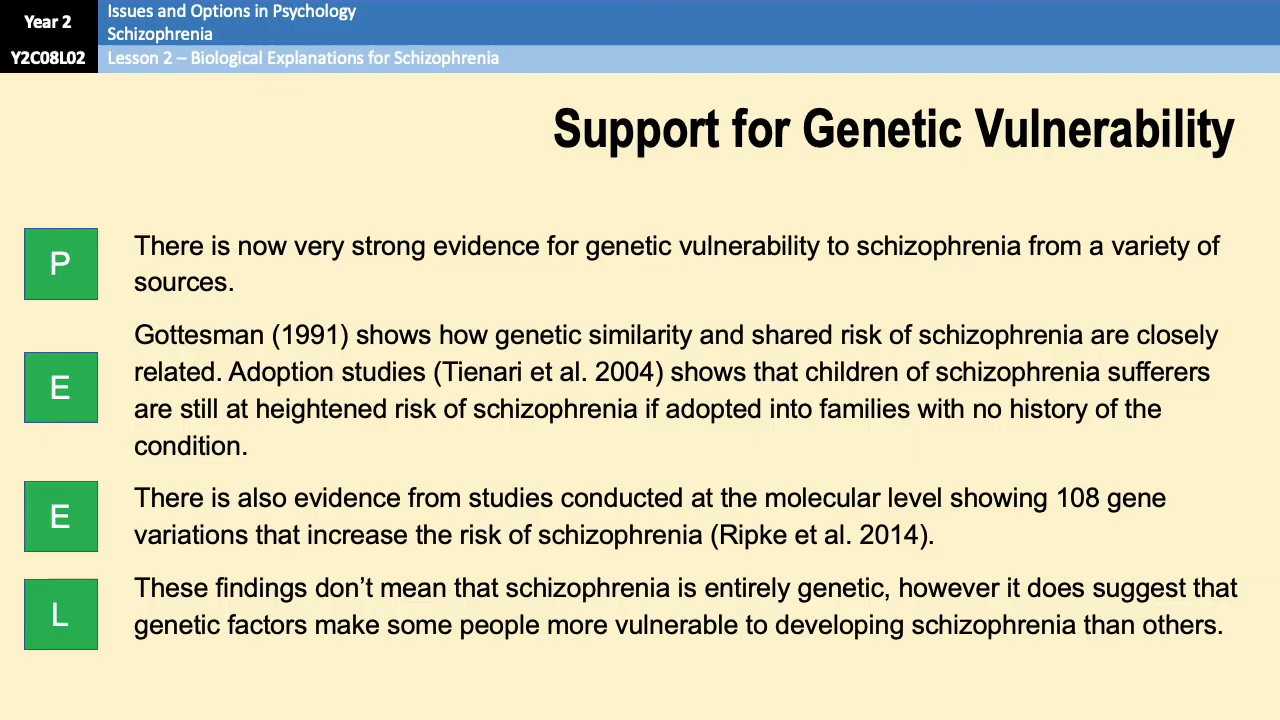 Year 2
Issues and Options in Psychology
Schizophrenia
Y2C08L02
Lesson 2 – Biological Explanations for Schizophrenia
Support for Genetic Vulnerability
P
There is now very strong evidence for genetic vulnerability to schizophrenia from a variety of
sources.
E
Gottesman (1991) shows how genetic similarity and shared risk of schizophrenia are closely
related. Adoption studies (Tienari et al. 2004) shows that children of schizophrenia sufferers
are still at heightened risk of schizophrenia if adopted into families with no history of the
condition.
E
There is also evidence from studies conducted at the molecular level showing 108 gene
variations that increase the risk of schizophrenia (Ripke et al. 2014).
L
These findings don’t mean that schizophrenia is entirely genetic, however it does suggest that
genetic factors make some people more vulnerable to developing schizophrenia than others.